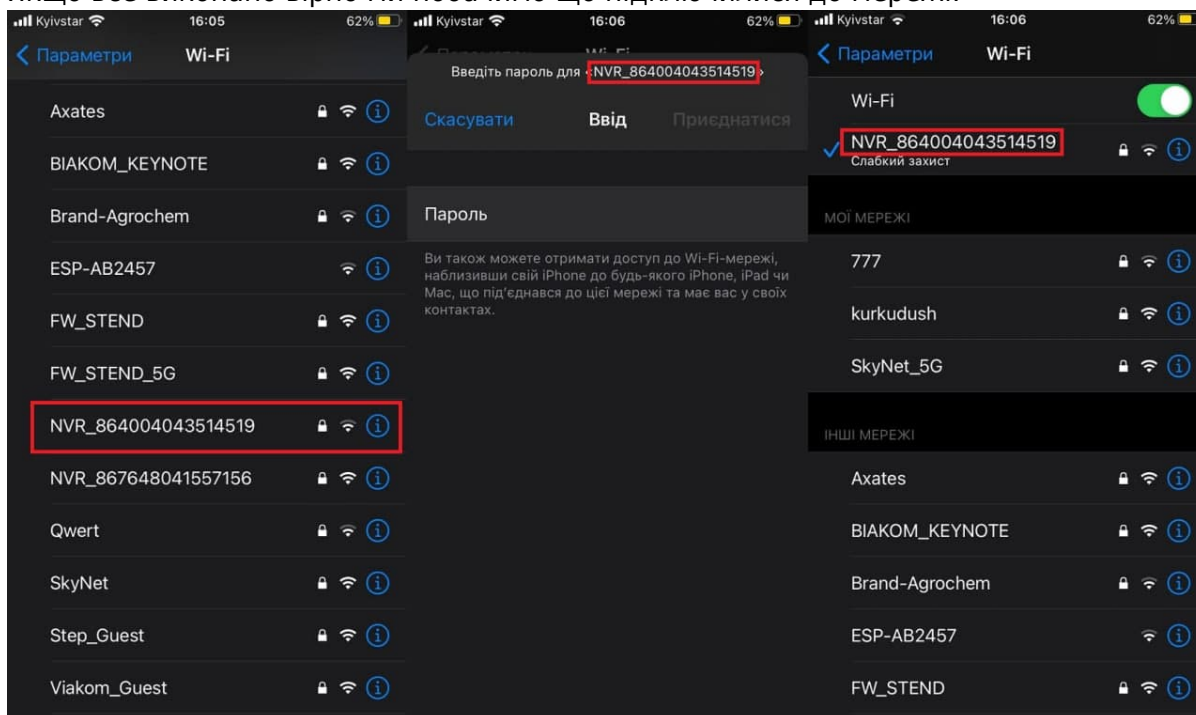 Kyivstar 16:05 62%
Параметри Wi-Fi
Axates
BIAKOM_KEYNOTE
Brand-Agrochem
ESP-AB2457
FW_STEND
FW_STEND_5G
NVR_864004043514519
NVR_867648041557156
Qwert
SkyNet
Step_Guest
Viakom_Guest
Kyivstar 16:06 62%
Введіть пароль для «NVR_864004043514519»
Скасувати Ввід Приєднатися
Пароль
Ви також можете отримати доступ до Wi-Fi-мережі,
наблизивши свій iPhone до будь-якого iPhone, iPad чи
Mac, що під’єднався до цієї мережі та має вас у своїх
контактах.
Kyivstar 16:06 62%
Параметри Wi-Fi
Wi-Fi
NVR_864004043514519
Слабкий захист
МОЇ МЕРЕЖІ
777
kurkudush
SkyNet_5G
ІНШІ МЕРЕЖІ
Axates
BIAKOM_KEYNOTE
Brand-Agrochem
ESP-AB2457
FW_STEND